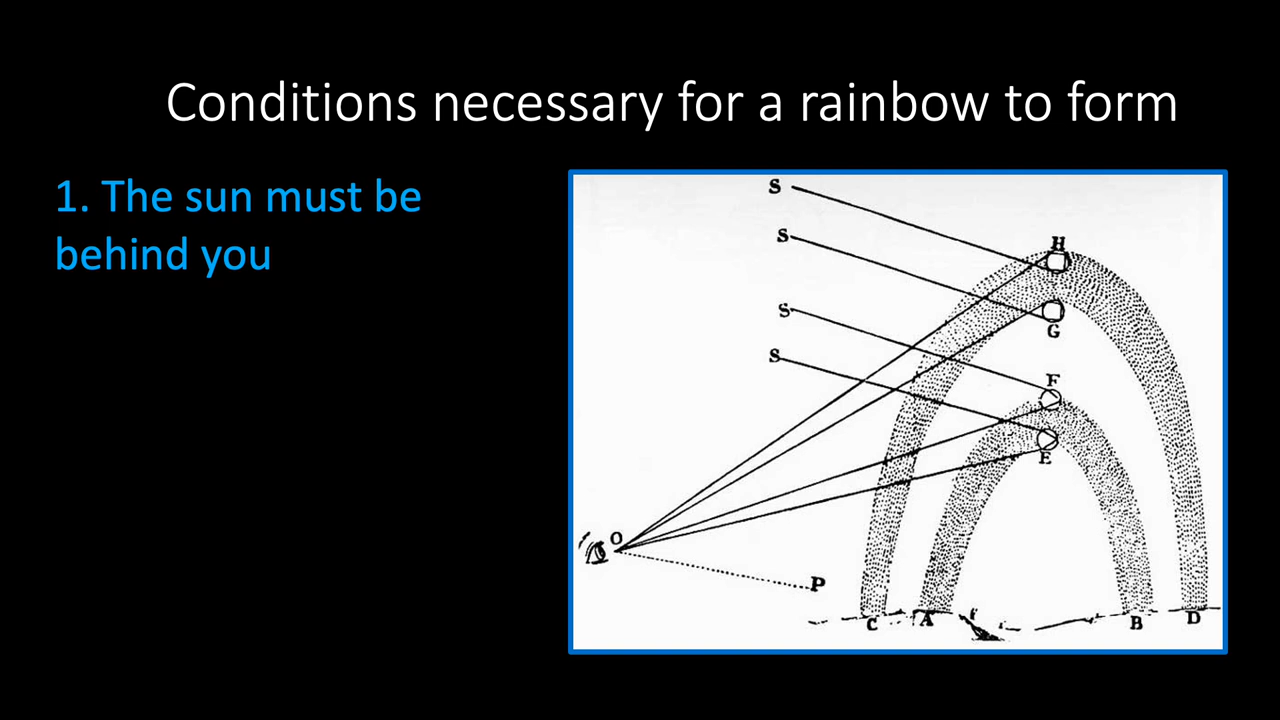 Conditions necessary for a rainbow to form
1. The sun must be
behind you
S
H
S
G
S
F
S
E
O
P
C
A
B
D